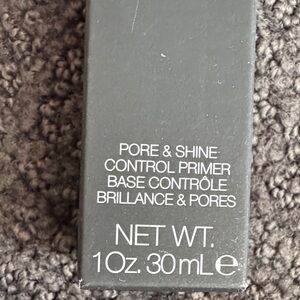 PORE & SHINE
CONTROL PRIMER
BASE CONTRÔLE
BRILLANCE & PORES
NET WT.
1Oz. 30mL℮